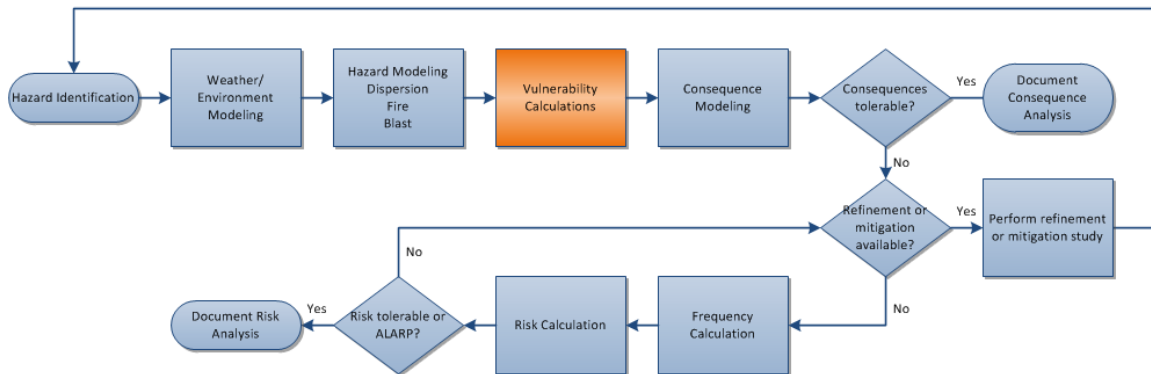 Hazard Identification
Weather/
Environment
Modeling
Hazard Modeling
Dispersion
Fire
Blast
Vulnerability
Calculations
Consequence
Modeling
Consequences
tolerable?
Yes
Document
Consequence
Analysis
No
Refinement or
mitigation
available?
Yes
Perform refinement
or mitigation study
No
Frequency
Calculation
Risk Calculation
Risk tolerable or
ALARP?
No
Yes
Document Risk
Analysis